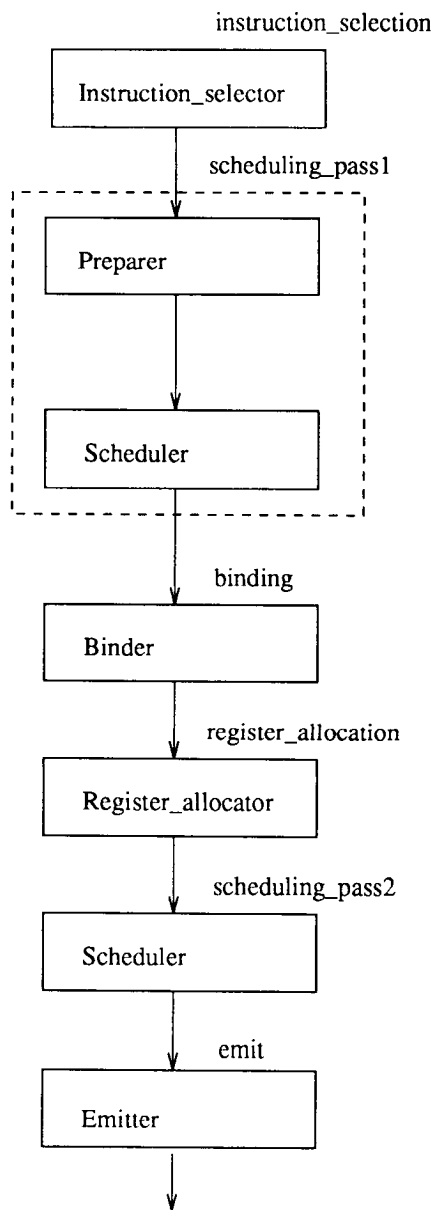 instruction_selection
Instruction_selector
scheduling_pass1
Preparer
Scheduler
binding
Binder
register_allocation
Register_allocator
scheduling_pass2
Scheduler
emit
Emitter